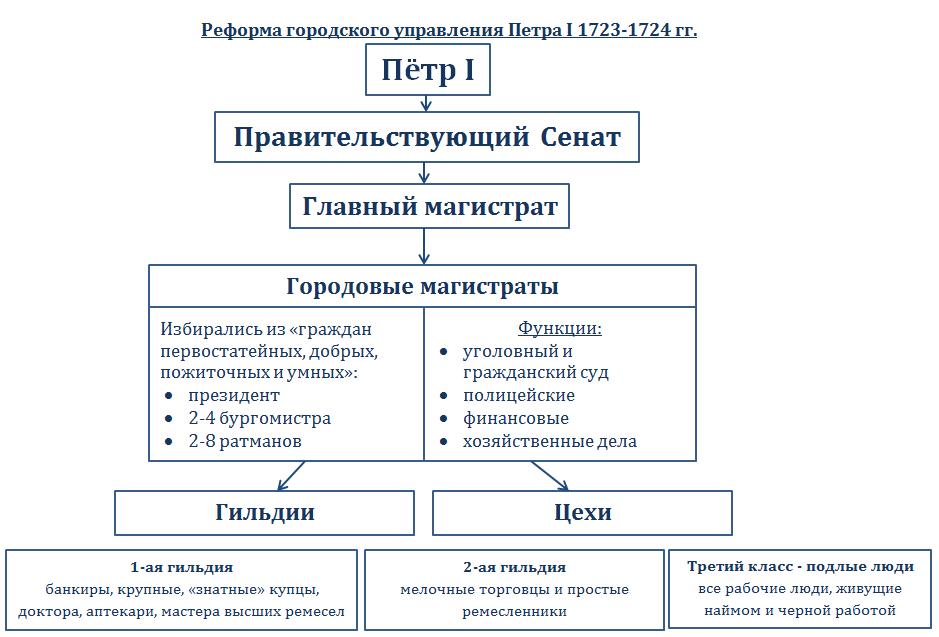 Реформа городского управления Петра I 1723-1724 гг.
Пётр I
Правительствующий Сенат
Главный магистрат
Городовые магистраты
Избирались из «граждан
первостатейных, добрых,
пожиточных и умных»:
• президент
• 2-4 бургомистра
• 2-8 ратманов
Функции:
• уголовный и
гражданский суд
• полицейские
• финансовые
• хозяйственные дела
Гильдии
Цехи
1-ая гильдия
банкиры, крупные, «знатные» купцы,
доктора, аптекари, мастера высших ремесел
2-ая гильдия
мелочные торговцы и простые
ремесленники
Третий класс - подлые люди
все рабочие люди, живущие
наймом и черной работой